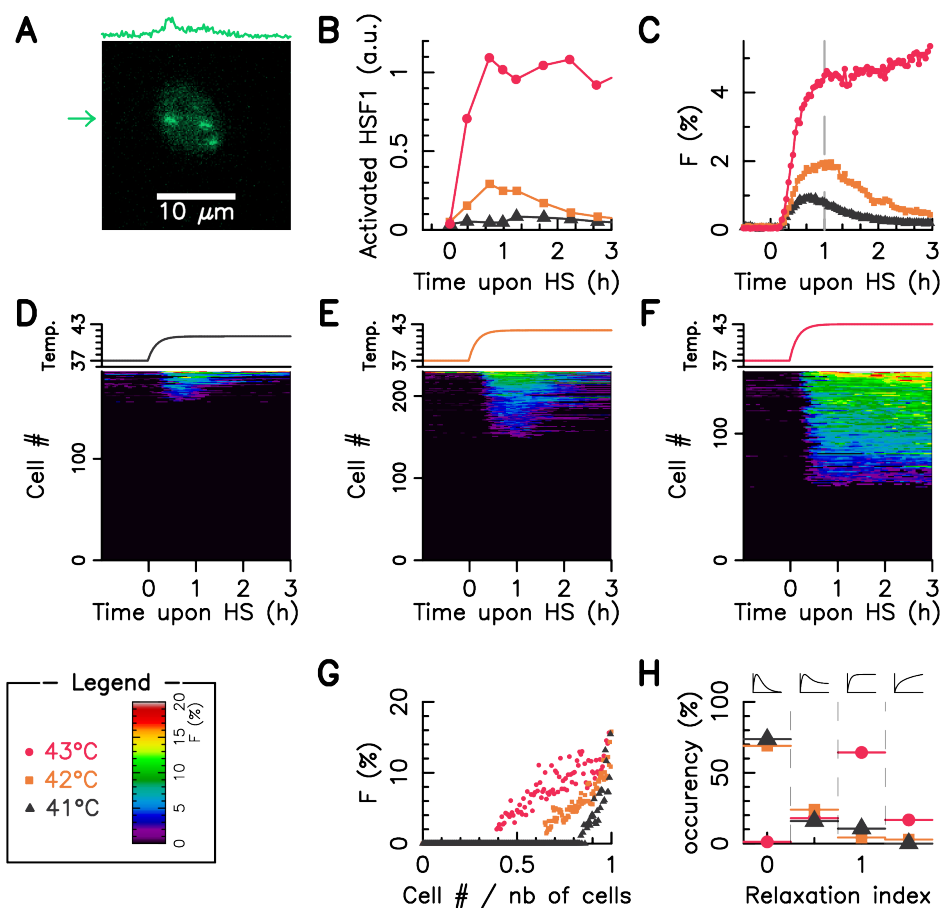 A
10 μm
B
Activated HSF1 (a.u.)
0 0.5 1
0 1 2 3
Time upon HS (h)
C
F (%)
0 2 4
0 1 2 3
Time upon HS (h)
D
Temp.
37 43
Cell #
0 100
0 1 2 3
Time upon HS (h)
E
Temp.
37 43
Cell #
0 100 200
0 1 2 3
Time upon HS (h)
F
Temp.
37 43
Cell #
0 100
0 1 2 3
Time upon HS (h)
Legend
43°C
42°C
41°C
0 5 10 15 20
F (%)
G
F (%)
0 10 20
0 0.5 1
Cell # / nb of cells
H
occurency (%)
0 50 100
0 1
Relaxation index